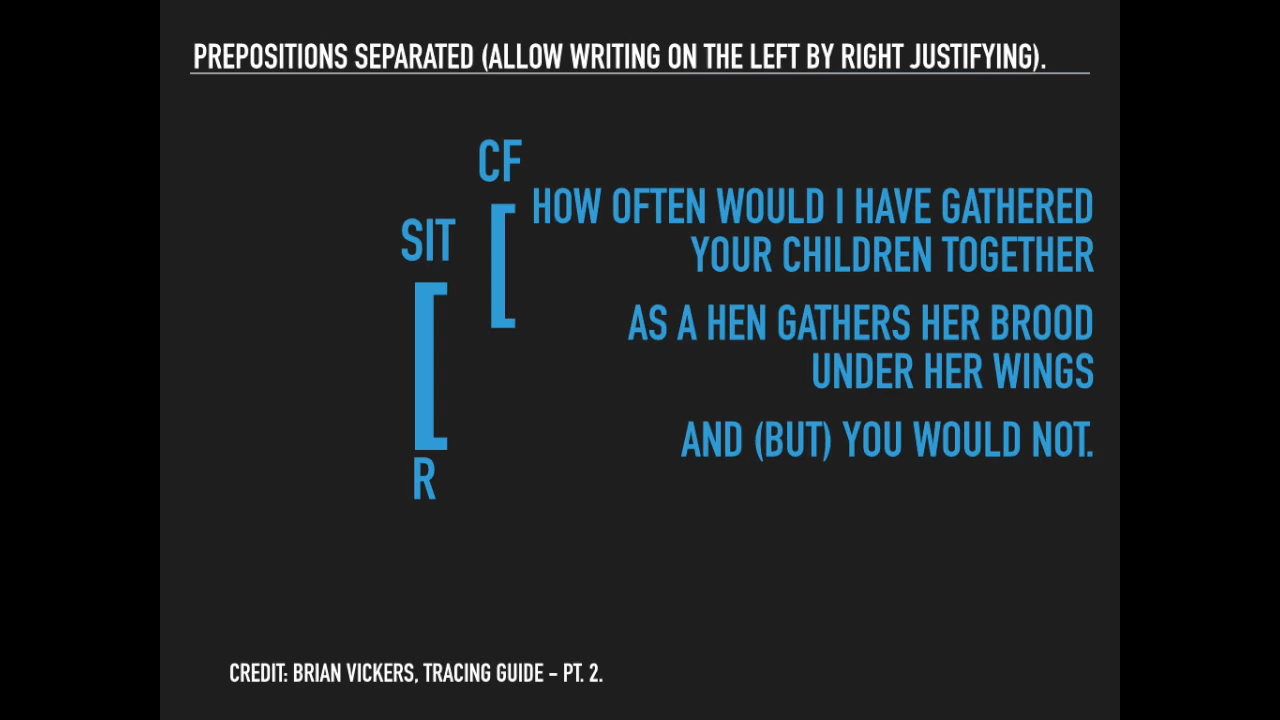 PREPOSITIONS SEPARATED (ALLOW WRITING ON THE LEFT BY RIGHT JUSTIFYING).
CF
HOW OFTEN WOULD I HAVE GATHERED
SIT
YOUR CHILDREN TOGETHER
AS A HEN GATHERS HER BROOD
UNDER HER WINGS
AND (BUT) YOU WOULD NOT.
R
CREDIT: BRIAN VICKERS, TRACING GUIDE – PT. 2.